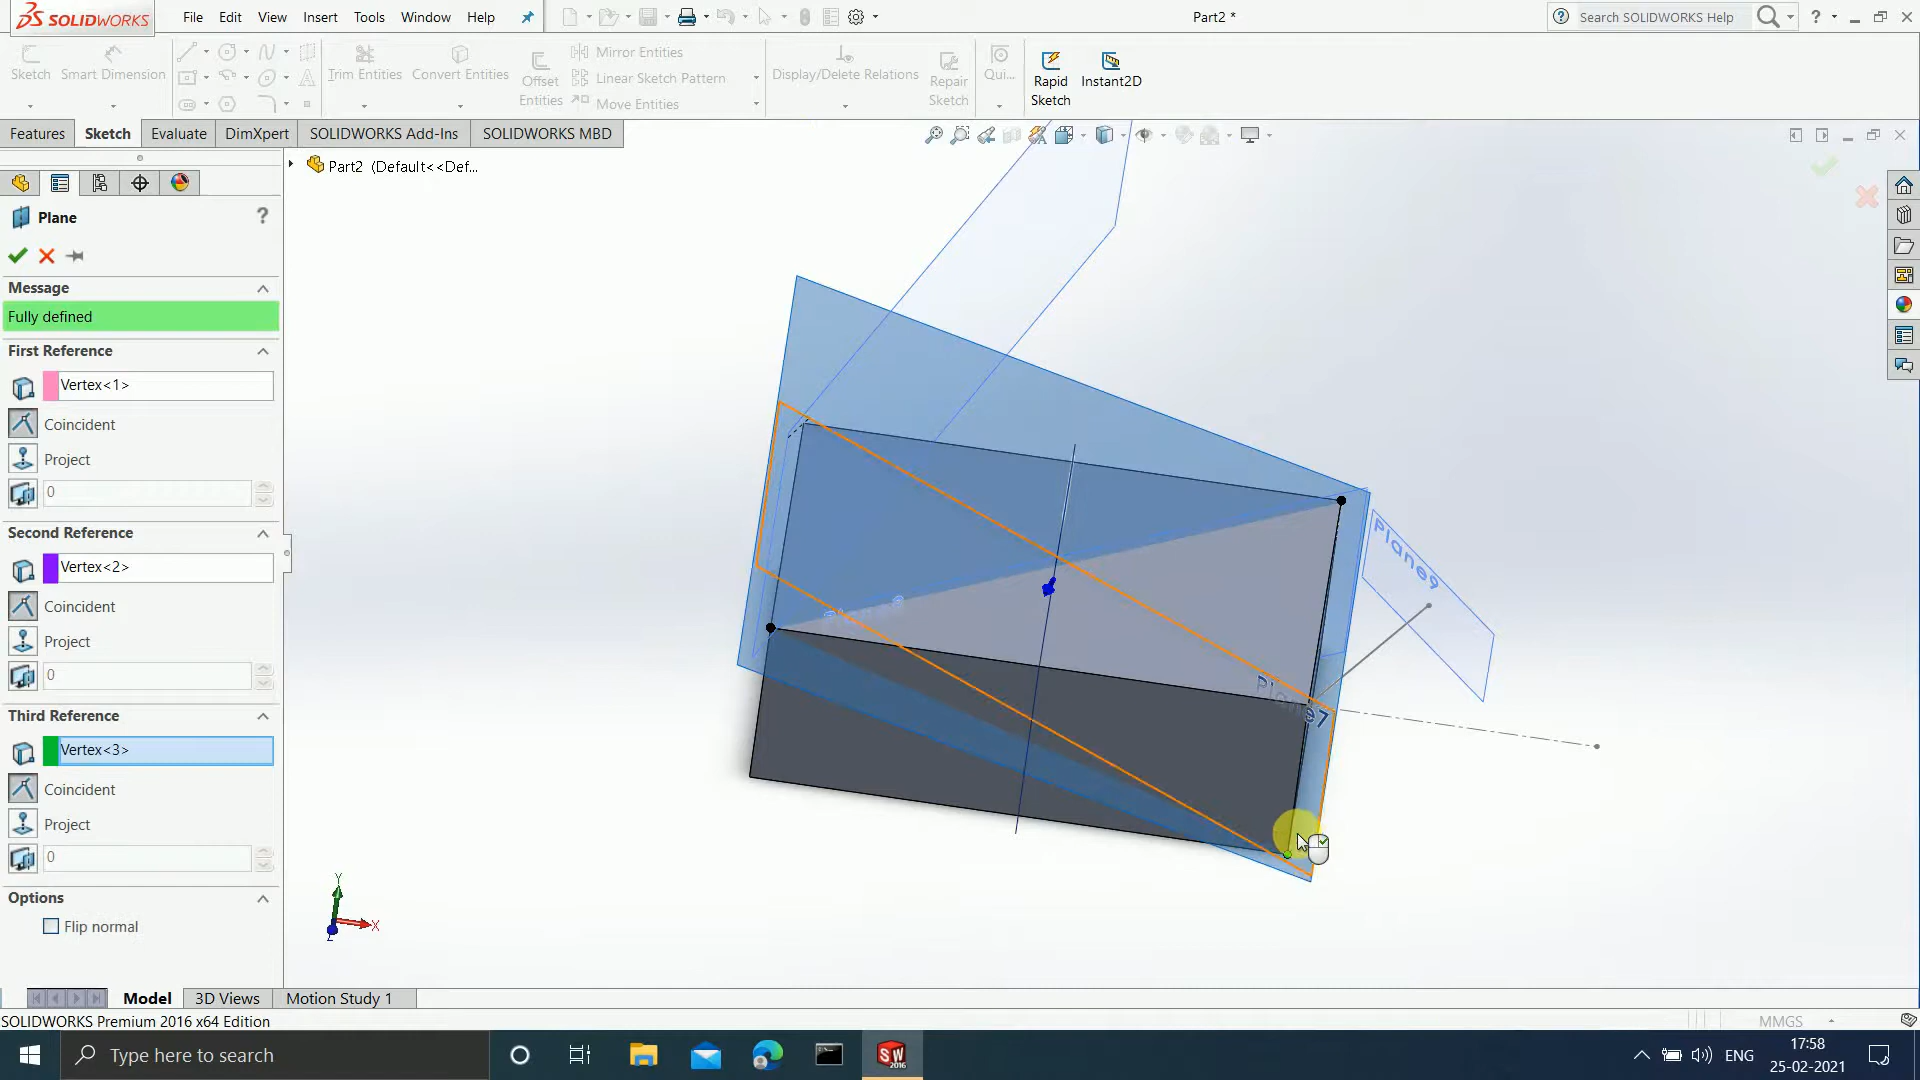 SOLIDWORKS File Edit View Insert Tools Window Help Part2 * Search SOLIDWORKS Help ?
Sketch Smart Dimension Trim Entities Convert Entities Offset Entities Mirror Entities Linear Sketch Pattern Move Entities Display/Delete Relations Repair Sketch Qui... Rapid Sketch Instant2D
Features Sketch Evaluate DimXpert SOLIDWORKS Add-Ins SOLIDWORKS MBD
Part2 (Default<<Def...
Plane ?
Message
Fully defined
First Reference
Vertex<1>
Coincident
Project
0
Second Reference
Vertex<2>
Coincident
Project
0
Third Reference
Vertex<3>
Coincident
Project
0
Options
Flip normal
Plane9
Plane7
Y
X
Z
Model 3D Views Motion Study 1
SOLIDWORKS Premium 2016 x64 Edition MMGS
Type here to search
SW
2016
ENG
17:58
25-02-2021